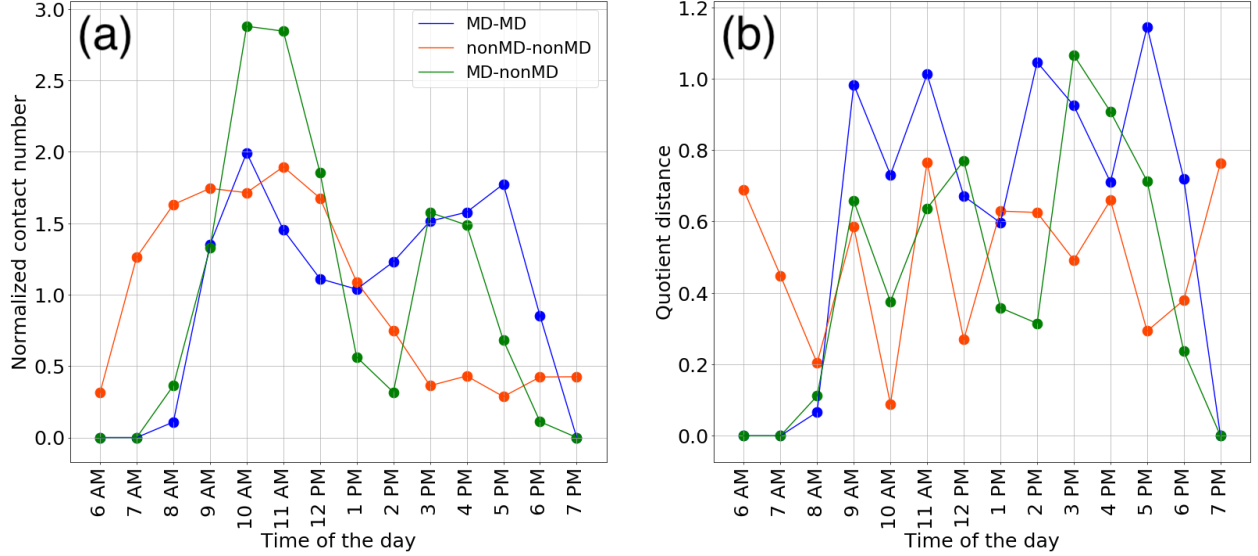 (a)
MD-MD
nonMD-nonMD
MD-nonMD
Normalized contact number
3.0
2.5
2.0
1.5
1.0
0.5
0.0
6 AM
7 AM
8 AM
9 AM
10 AM
11 AM
12 PM
1 PM
2 PM
3 PM
4 PM
5 PM
6 PM
7 PM
Time of the day
(b)
Quotient distance
1.2
1.0
0.8
0.6
0.4
0.2
0.0
6 AM
7 AM
8 AM
9 AM
10 AM
11 AM
12 PM
1 PM
2 PM
3 PM
4 PM
5 PM
6 PM
7 PM
Time of the day